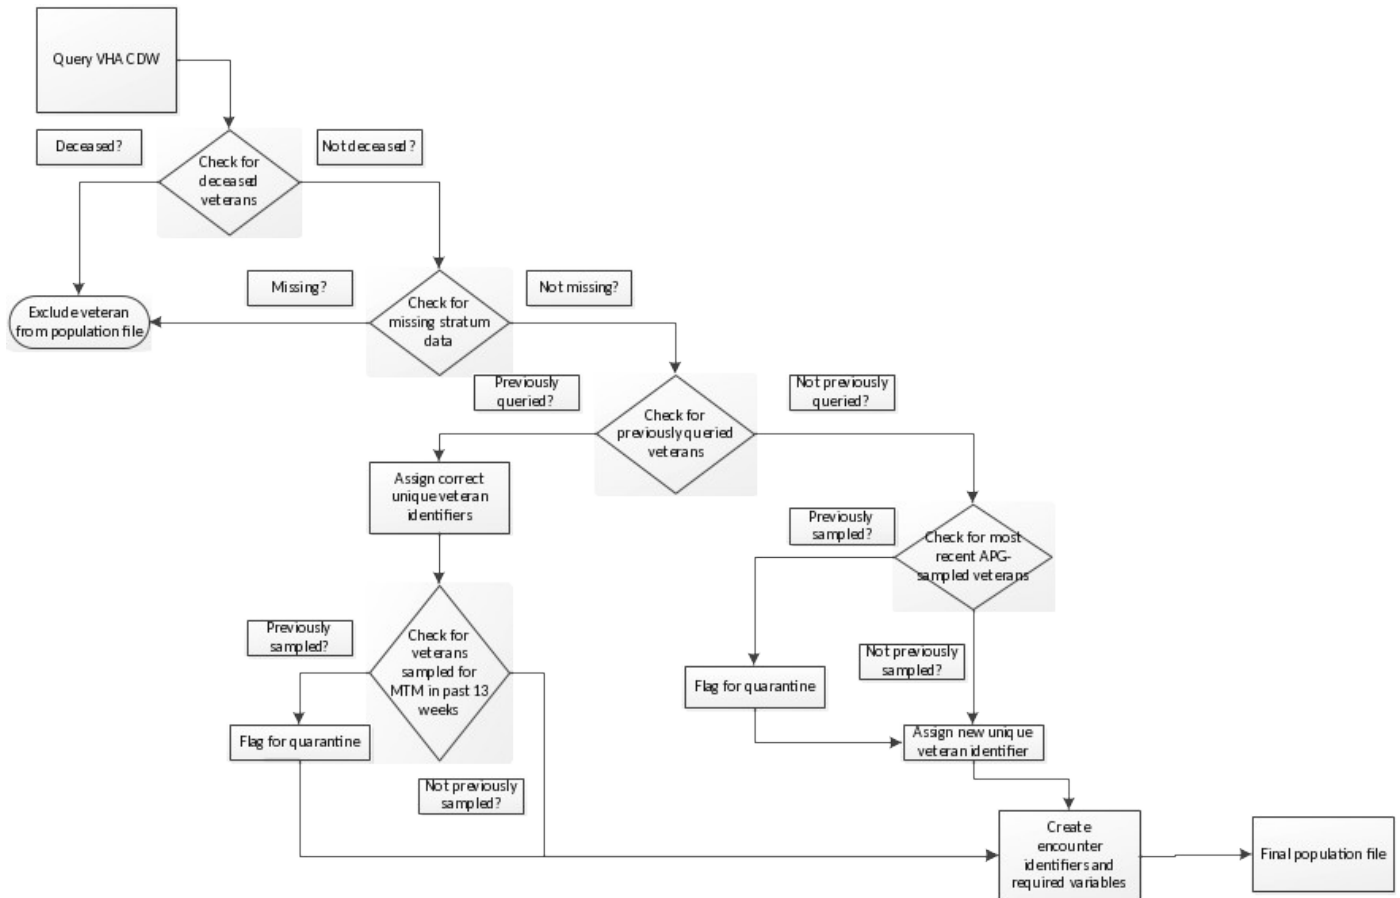 Query VHA CDW
Deceased?
Not deceased?
Check for
deceased
veterans
Missing?
Not missing?
Exclude veteran
from population file
Check for
missing stratum
data
Previously
queried?
Not previously
queried?
Check for
previously queried
veterans
Assign correct
unique veteran
identifiers
Previously
sampled?
Check for most
recent APG-
sampled veterans
Previously
sampled?
Check for
veterans
sampled for
MTM in past 13
weeks
Not previously
sampled?
Flag for quarantine
Flag for quarantine
Assign new unique
veteran identifier
Not previously
sampled?
Create
encounter
identifiers and
required variables
Final population file